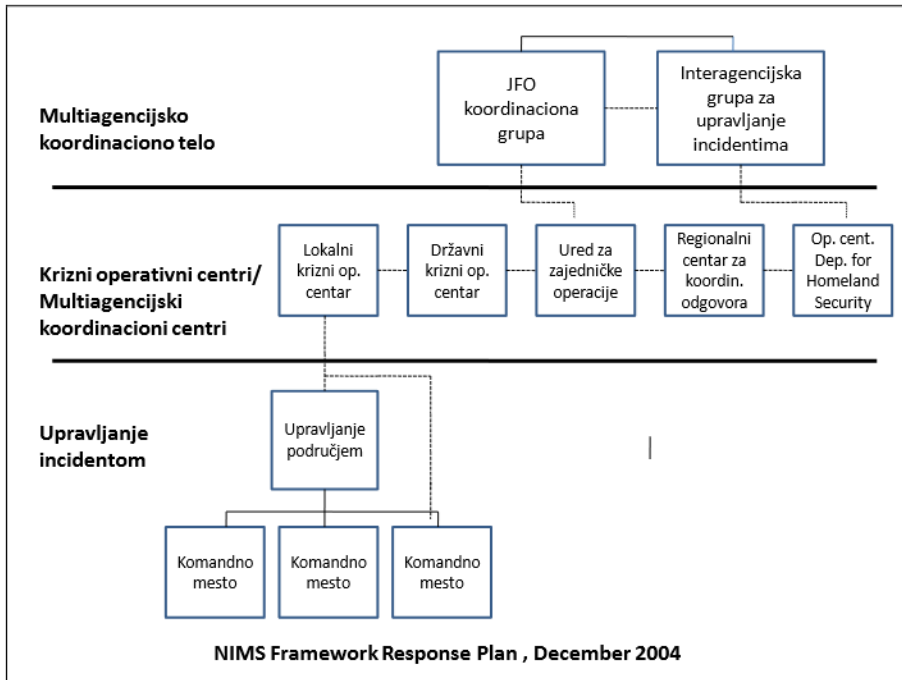 Multiagencijsko
koordinaciono telo
JFO
koordinaciona
grupa
Interagencijska
grupa za
upravljanje
incidentima
Krizni operativni centri/
Multiagencijski
koordinacioni centri
Lokalni
krizni op.
centar
Državni
krizni op.
centar
Ured za
zajedničke
operacije
Regionalni
centar za
koordin.
odgovora
Op. cent.
Dep. for
Homeland
Security
Upravljanje
incidentom
Upravljanje
područjem
Komandno
mesto
Komandno
mesto
Komandno
mesto
NIMS Framework Response Plan , December 2004